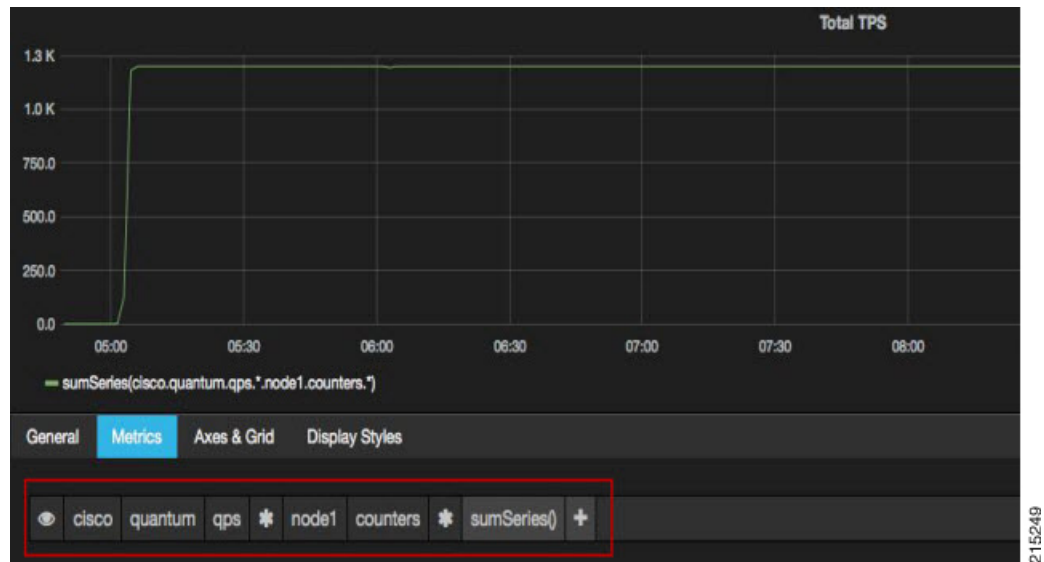 Total TPS
1.3 K
1.0 K
750.0
500.0
250.0
0.0
05:00 05:30 06:00 06:30 07:00 07:30 08:00
sumSeries(cisco.quantum.qps.*.node1.counters.*)
General Metrics Axes & Grid Display Styles
cisco quantum qps * node1 counters * sumSeries() +
215249